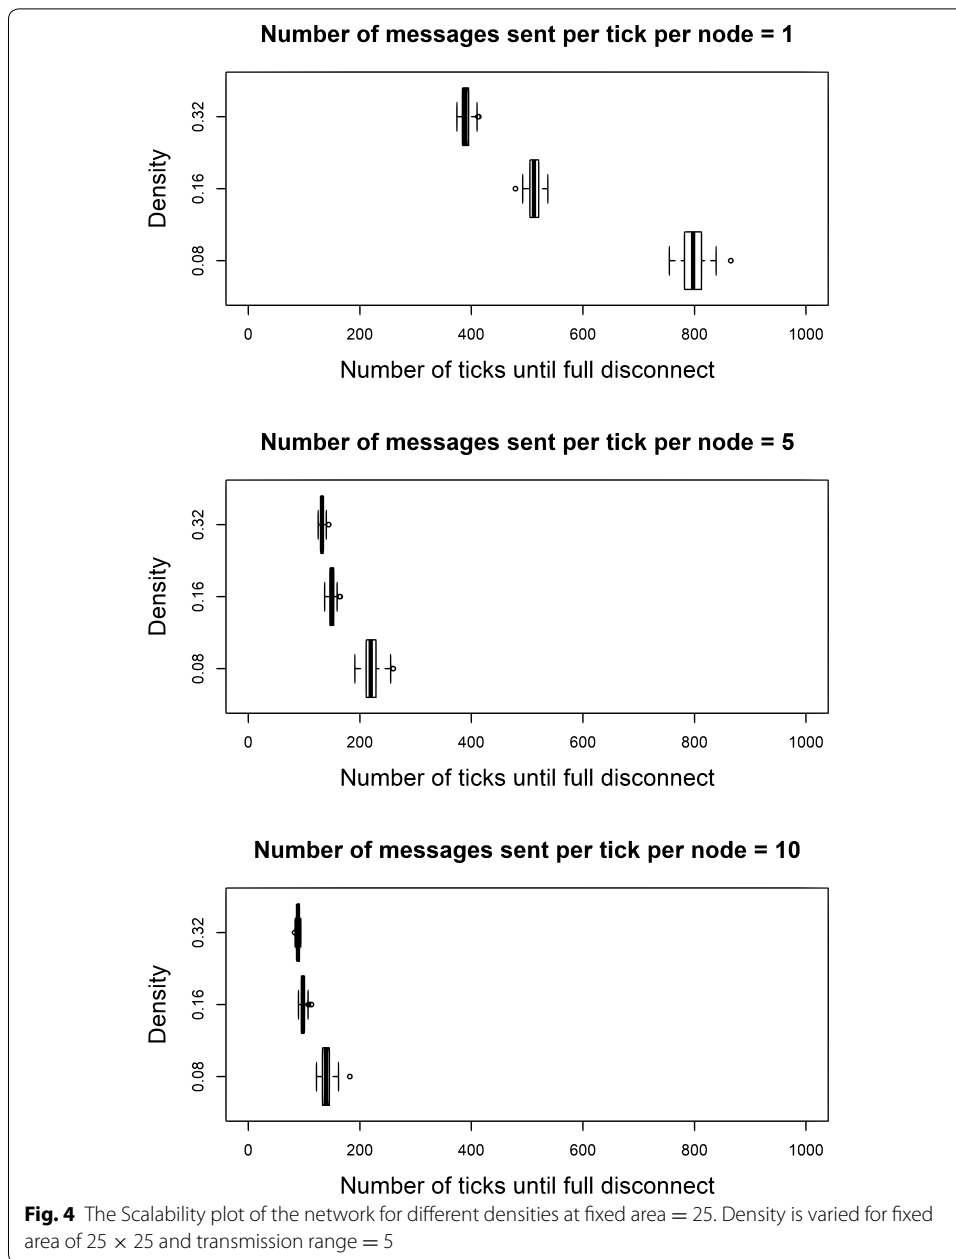 Number of messages sent per tick per node = 1
Density
0.32
0.16
0.08
0 200 400 600 800 1000
Number of ticks until full disconnect
Number of messages sent per tick per node = 5
Density
0.32
0.16
0.08
0 200 400 600 800 1000
Number of ticks until full disconnect
Number of messages sent per tick per node = 10
Density
0.32
0.16
0.08
0 200 400 600 800 1000
Number of ticks until full disconnect
Fig. 4 The Scalability plot of the network for different densities at fixed area = 25. Density is varied for fixed
area of 25 × 25 and transmission range = 5